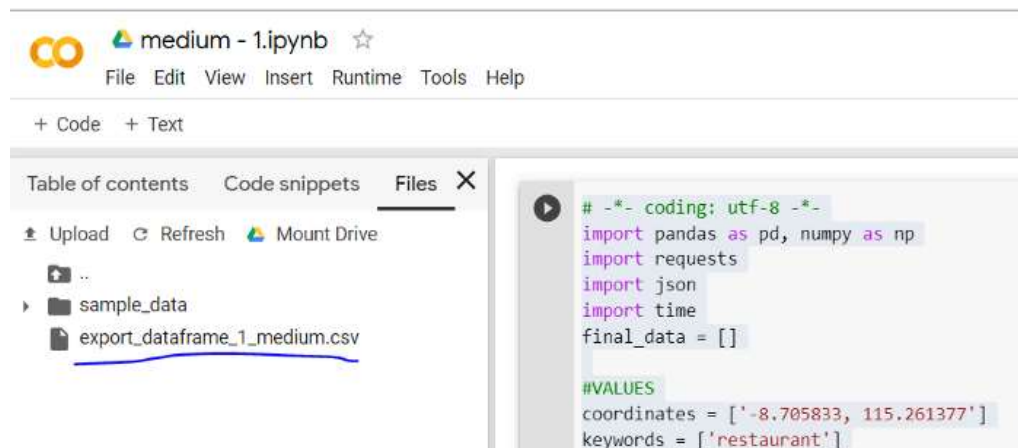 medium - 1.ipynb
File Edit View Insert Runtime Tools Help
+ Code + Text
Table of contents Code snippets Files
Upload Refresh Mount Drive
..
sample_data
export_dataframe_1_medium.csv
# -*- coding: utf-8 -*-
import pandas as pd, numpy as np
import requests
import json
import time
final_data = []
#VALUES
coordinates = ['-8.705833, 115.261377']
keywords = ['restaurant']